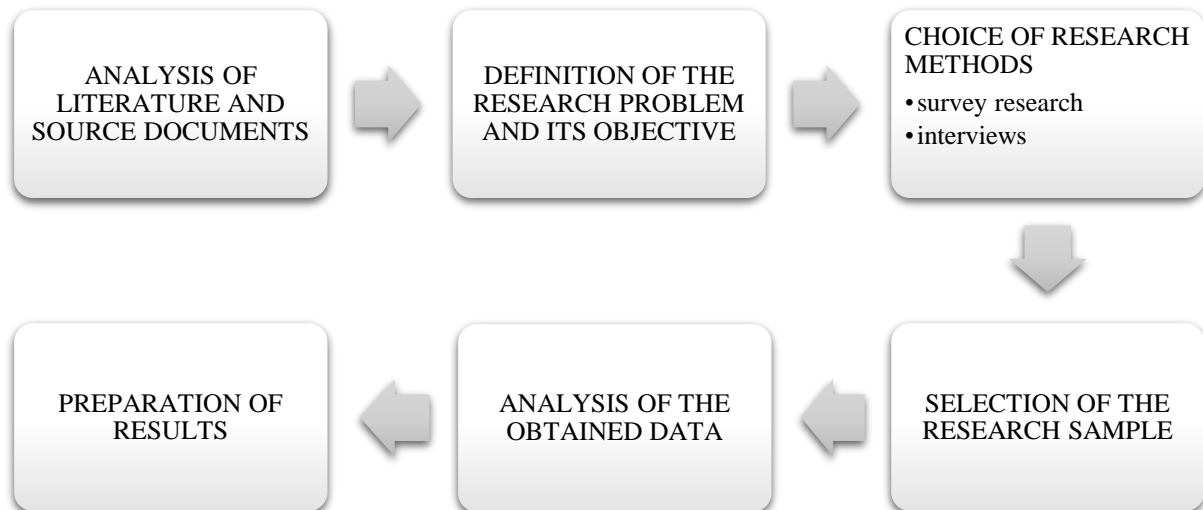 ANALYSIS OF
LITERATURE AND
SOURCE DOCUMENTS
DEFINITION OF THE
RESEARCH PROBLEM
AND ITS OBJECTIVE
CHOICE OF RESEARCH
METHODS
•survey research
•interviews
SELECTION OF THE
RESEARCH SAMPLE
ANALYSIS OF THE
OBTAINED DATA
PREPARATION OF
RESULTS